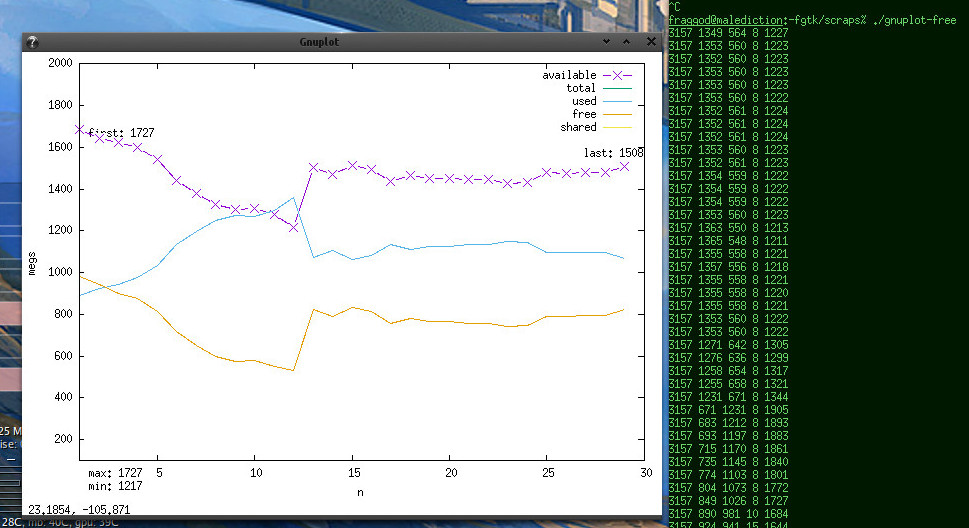 ^C
fraggod@malediction:~fgtk/scraps% ./gnuplot-free
Gnuplot
2000
1800
1600
1400
1200
1000
800
600
400
200
megs
available
total
used
free
shared
first: 1727
last: 1508
5
10
15
20
25
30
max: 1727
min: 1217
n
23.1854, -105.871
25 M
ise:
28C, mb: 40C, gpu: 39C
3157 1349 564 8 1227
3157 1353 560 8 1223
3157 1352 560 8 1223
3157 1353 560 8 1223
3157 1353 560 8 1223
3157 1353 560 8 1222
3157 1352 561 8 1224
3157 1352 561 8 1224
3157 1352 561 8 1224
3157 1353 560 8 1223
3157 1352 561 8 1223
3157 1354 559 8 1222
3157 1354 559 8 1222
3157 1354 559 8 1222
3157 1353 560 8 1223
3157 1363 550 8 1213
3157 1365 548 8 1211
3157 1355 558 8 1221
3157 1357 556 8 1218
3157 1355 558 8 1221
3157 1355 558 8 1220
3157 1355 558 8 1221
3157 1353 560 8 1222
3157 1353 560 8 1222
3157 1271 642 8 1305
3157 1276 636 8 1299
3157 1258 654 8 1317
3157 1255 658 8 1321
3157 1231 671 8 1344
3157 671 1231 8 1905
3157 683 1212 8 1893
3157 693 1197 8 1883
3157 715 1170 8 1861
3157 735 1145 8 1840
3157 774 1103 8 1801
3157 804 1073 8 1772
3157 849 1026 8 1727
3157 890 981 10 1684
3157 924 941 15 1644